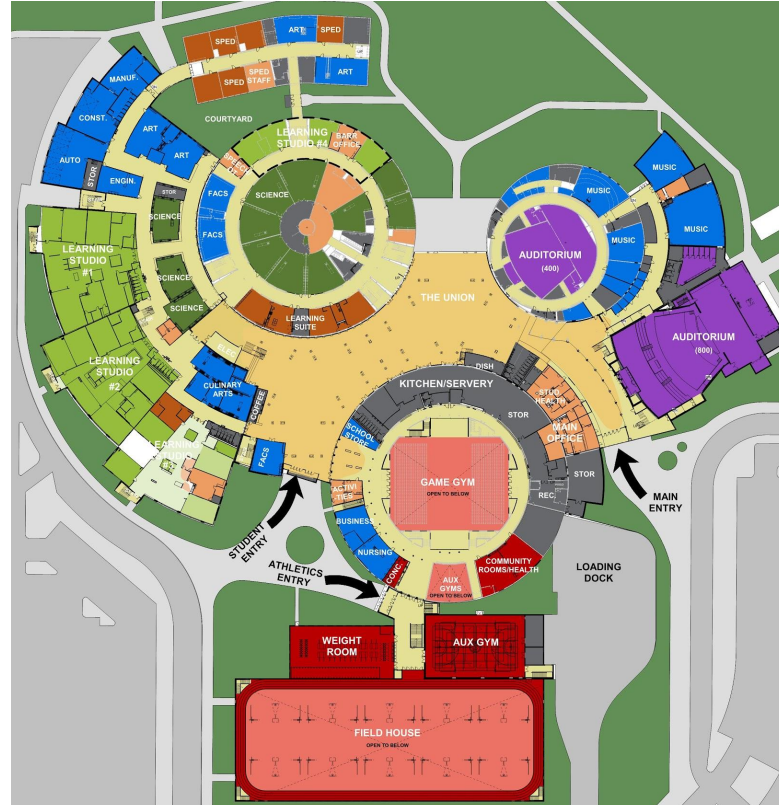 SPED
ART
SPED
SPED
SPED
STAFF
ART
MANUF.
CONST.
AUTO
STOR
ENGIN.
ART
ART
COURTYARD
LEARNING
STUDIO #4
BARR
OFFICE
STOR
SCIENCE
FACS
FACS
SCIENCE
SCIENCE
SCIENCE
LEARNING
STUDIO
#1
LEARNING
STUDIO
#2
LEARNING
SUITE
THE UNION
MUSIC
MUSIC
MUSIC
MUSIC
AUDITORIUM
(400)
AUDITORIUM
(800)
CULINARY
ARTS
COFFEE
FACS
DISH
KITCHEN/SERVERY
STOR
STUD
HEALTH
MAIN
OFFICE
SCHOOL
STORE
GAME GYM
OPEN TO BELOW
STOR
REC.
MAIN
ENTRY
ACTIVI
TIES
BUSINESS
NURSING
CONC.
STUDENT
ENTRY
ATHLETICS
ENTRY
AUX
GYMS
OPEN TO BELOW
COMMUNITY
ROOMS/HEALTH
LOADING
DOCK
WEIGHT
ROOM
AUX GYM
FIELD HOUSE
OPEN TO BELOW